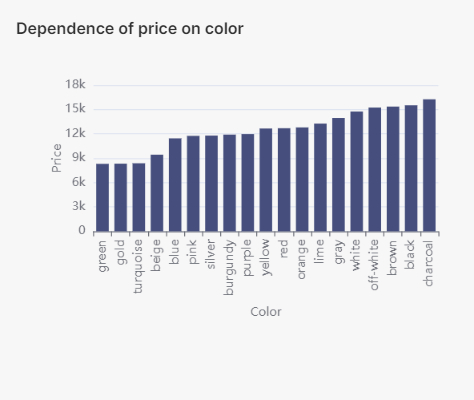 Dependence of price on color
18k
15k
12k
9k
6k
3k
0
Price
green
gold
turquoise
beige
blue
pink
silver
burgundy
purple
yellow
red
orange
lime
gray
white
off-white
brown
black
charcoal
Color